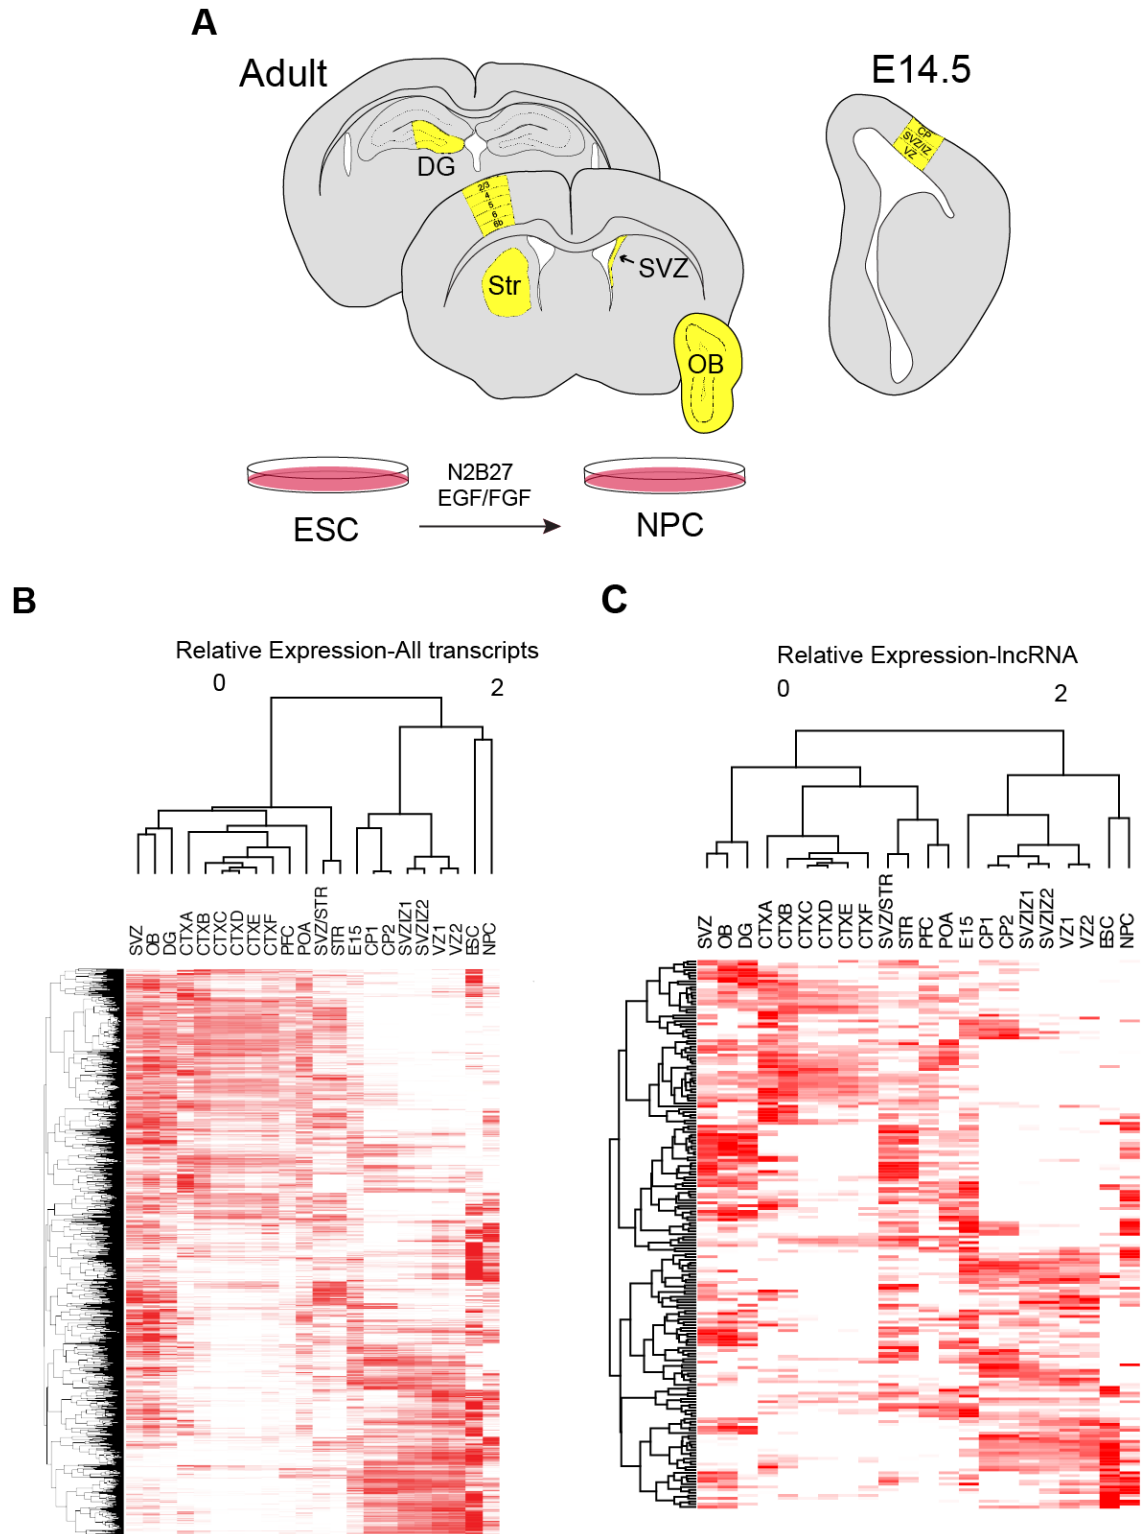 A
Adult
E14.5
CP
SVZ/IZ
VZ
DG
2/3
4
5
6
6b
Str
SVZ
OB
N2B27
EGF/FGF
ESC
NPC
B
C
Relative Expression-All transcripts
0
2
Relative Expression-lncRNA
0
2
SVZ
OB
DG
CTXA
CTXB
CTXC
CTXD
CTXE
CTXF
PFC
POA
SVZ/STR
STR
E15
CP1
CP2
SVZIZ1
SVZIZ2
VZ1
VZ2
ESC
NPC
SVZ
OB
DG
CTXA
CTXB
CTXC
CTXD
CTXE
CTXF
SVZ/STR
STR
PFC
POA
E15
CP1
CP2
SVZIZ1
SVZIZ2
VZ1
VZ2
ESC
NPC